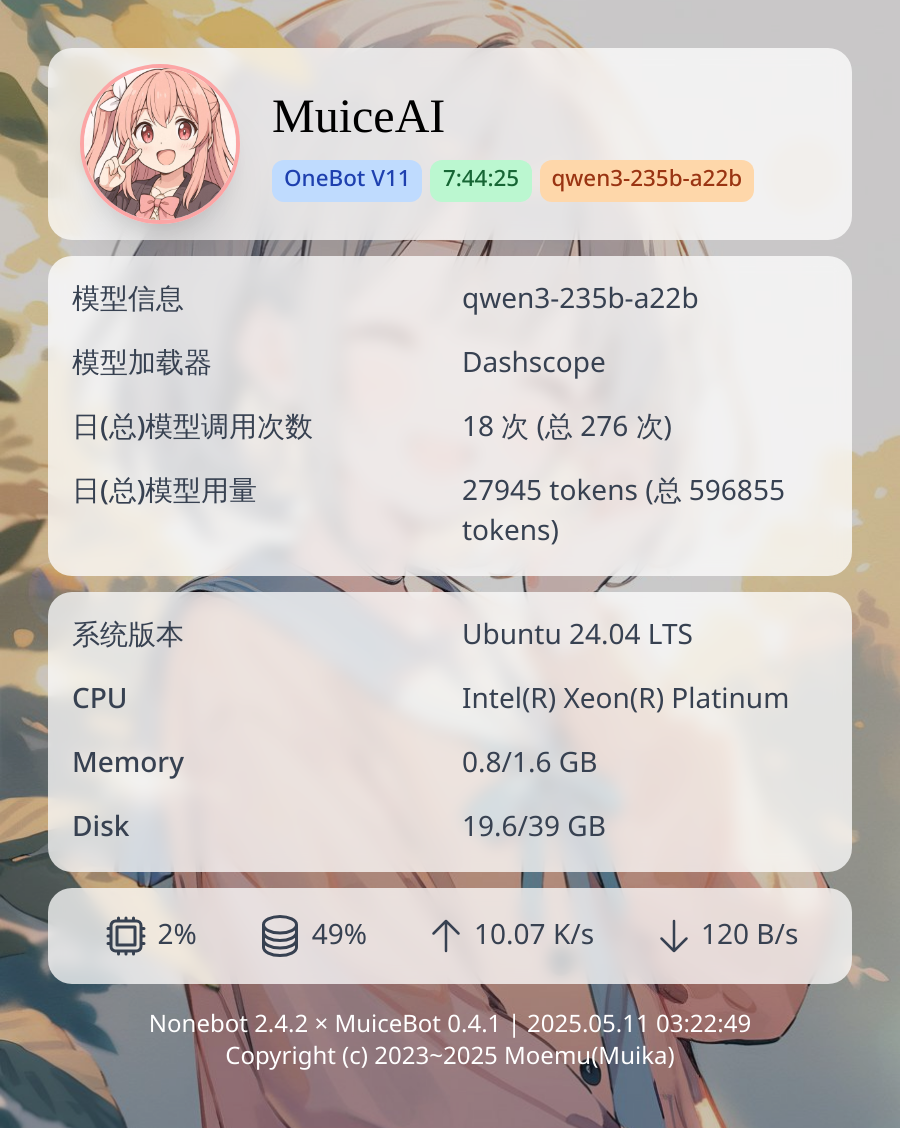 MuiceAI
OneBot V11 7:44:25 qwen3-235b-a22b
模型信息 qwen3-235b-a22b
模型加载器 Dashscope
日(总)模型调用次数 18 次 (总 276 次)
日(总)模型用量 27945 tokens (总 596855
tokens)
系统版本 Ubuntu 24.04 LTS
CPU Intel(R) Xeon(R) Platinum
Memory 0.8/1.6 GB
Disk 19.6/39 GB
2% 49% 10.07 K/s 120 B/s
Nonebot 2.4.2 × MuiceBot 0.4.1 | 2025.05.11 03:22:49
Copyright (c) 2023~2025 Moemu(Muika)